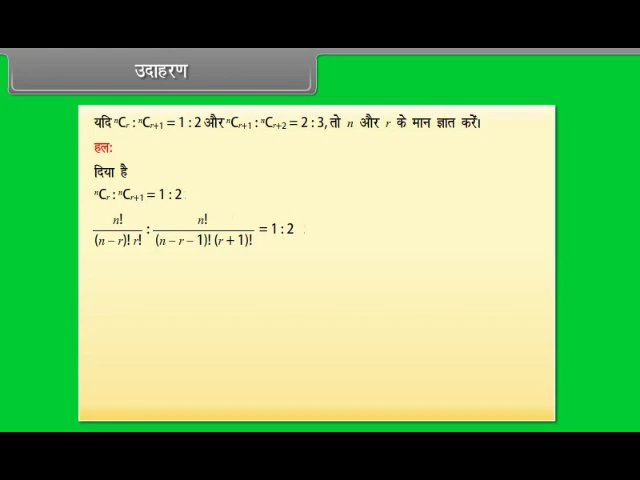 उदाहरण
यदि ⁿCᵣ : ⁿCᵣ₊₁ = 1 : 2 और ⁿCᵣ₊₁ : ⁿCᵣ₊₂ = 2 : 3, तो n और r के मान ज्ञात करें।
हल:
दिया है
ⁿCᵣ : ⁿCᵣ₊₁ = 1 : 2
n!/(n – r)! r! : n!/(n – r – 1)! (r + 1)! = 1 : 2